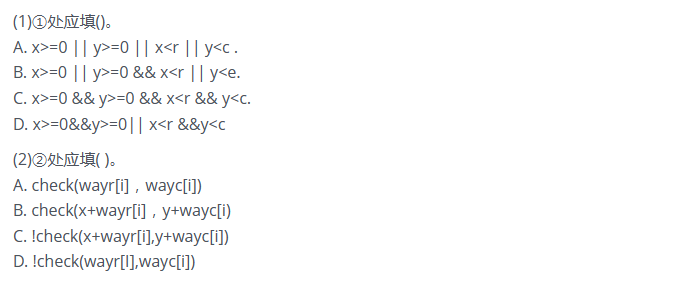 (1)①处应填()。
A. x>=0 || y>=0 || x<r || y<c .
B. x>=0 || y>=0 && x<r || y<e.
C. x>=0 && y>=0 && x<r && y<c.
D. x>=0&&y>=0|| x<r &&y<c
(2)②处应填( )。
A. check(wayr[i]，wayc[i])
B. check(x+wayr[i]，y+wayc[i)
C. !check(x+wayr[i],y+wayc[i])
D. !check(wayr[I],wayc[i])